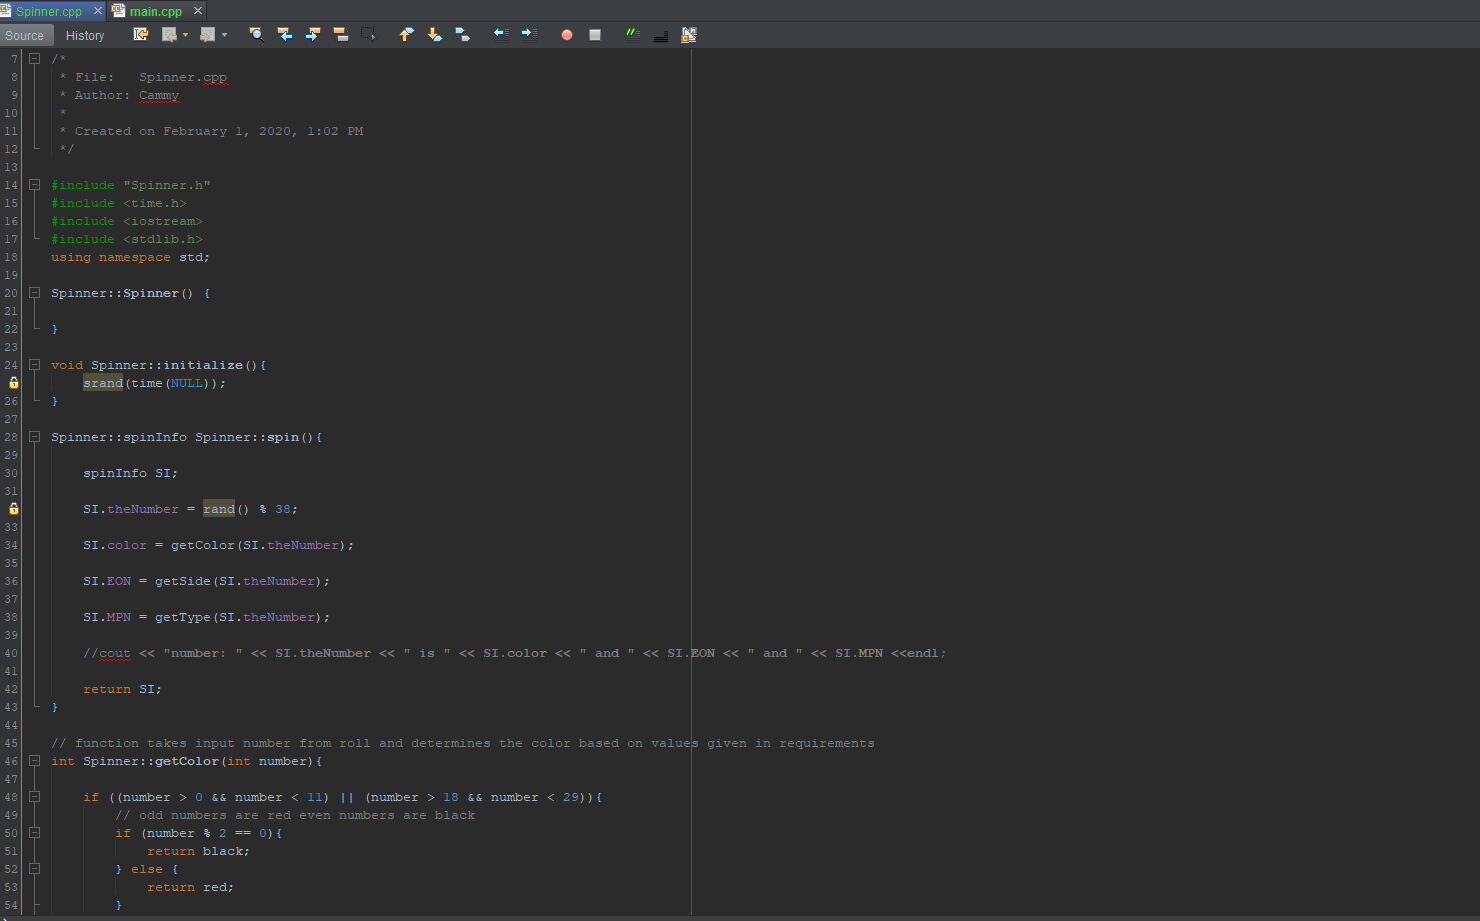 Spinner.cpp × main.cpp ×
Source History
7 /*
8  * File:   Spinner.cpp
9  * Author: Cammy
10  *
11  * Created on February 1, 2020, 1:02 PM
12  */
13
14 #include "Spinner.h"
15 #include <time.h>
16 #include <iostream>
17 #include <stdlib.h>
18 using namespace std;
19
20 Spinner::Spinner() {
21
22 }
23
24 void Spinner::initialize(){
    srand(time(NULL));
26 }
27
28 Spinner::spinInfo Spinner::spin(){
29
30     spinInfo SI;
31
    SI.theNumber = rand() % 38;
33
34     SI.color = getColor(SI.theNumber);
35
36     SI.EON = getSide(SI.theNumber);
37
38     SI.MPN = getType(SI.theNumber);
39
40     //cout << "number: " << SI.theNumber << " is " << SI.color << " and " << SI.EON << " and " << SI.MPN <<endl;
41
42     return SI;
43 }
44
45 // function takes input number from roll and determines the color based on values given in requirements
46 int Spinner::getColor(int number){
47
48     if ((number > 0 && number < 11) || (number > 18 && number < 29)){
49         // odd numbers are red even numbers are black
50         if (number % 2 == 0){
51             return black;
52         } else {
53             return red;
54         }